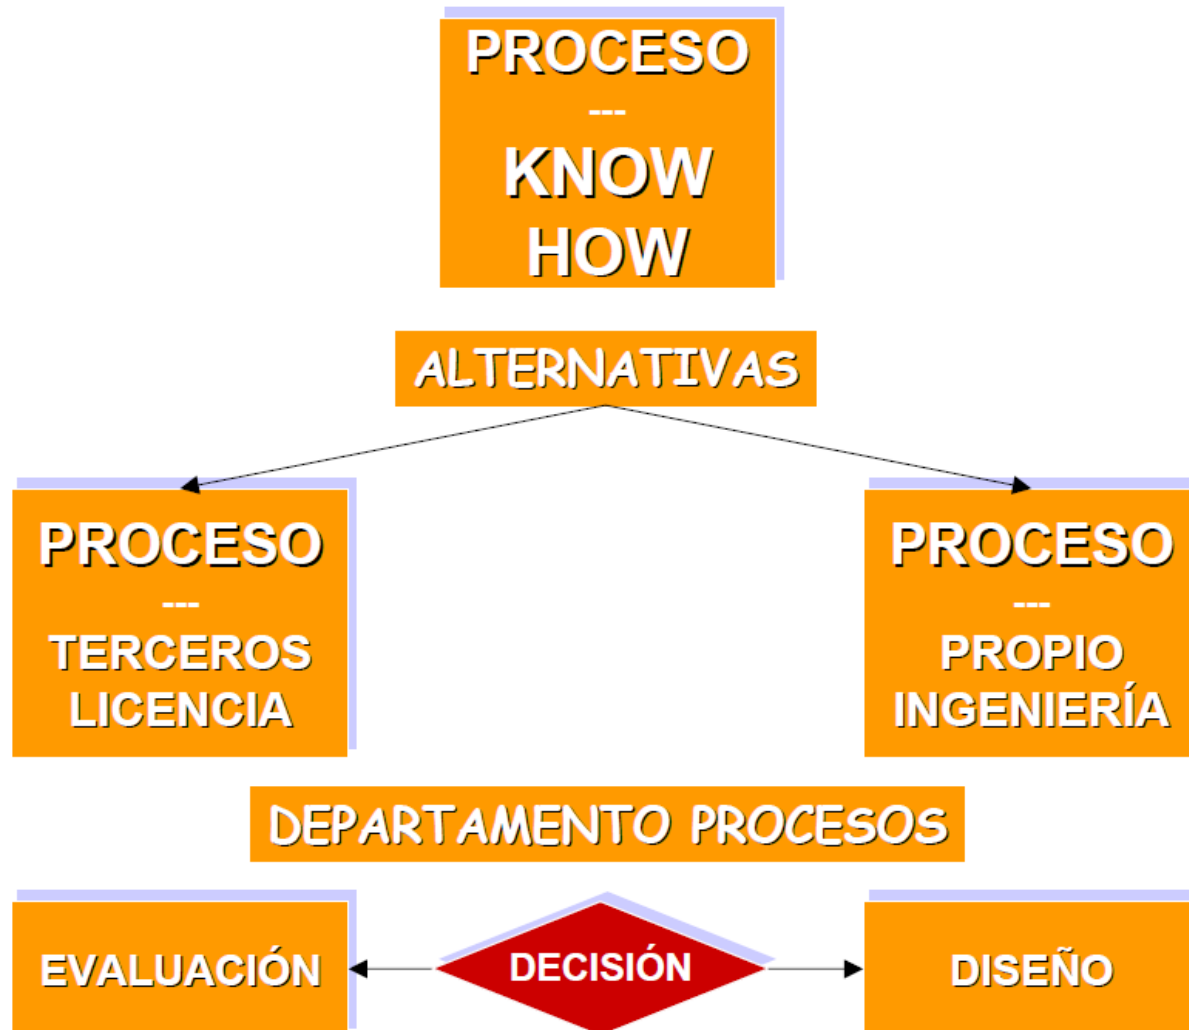 PROCESO
---
KNOW
HOW
ALTERNATIVAS
PROCESO
---
TERCEROS
LICENCIA
PROCESO
---
PROPIO
INGENIERÍA
DEPARTAMENTO PROCESOS
EVALUACIÓN
DECISIÓN
DISEÑO